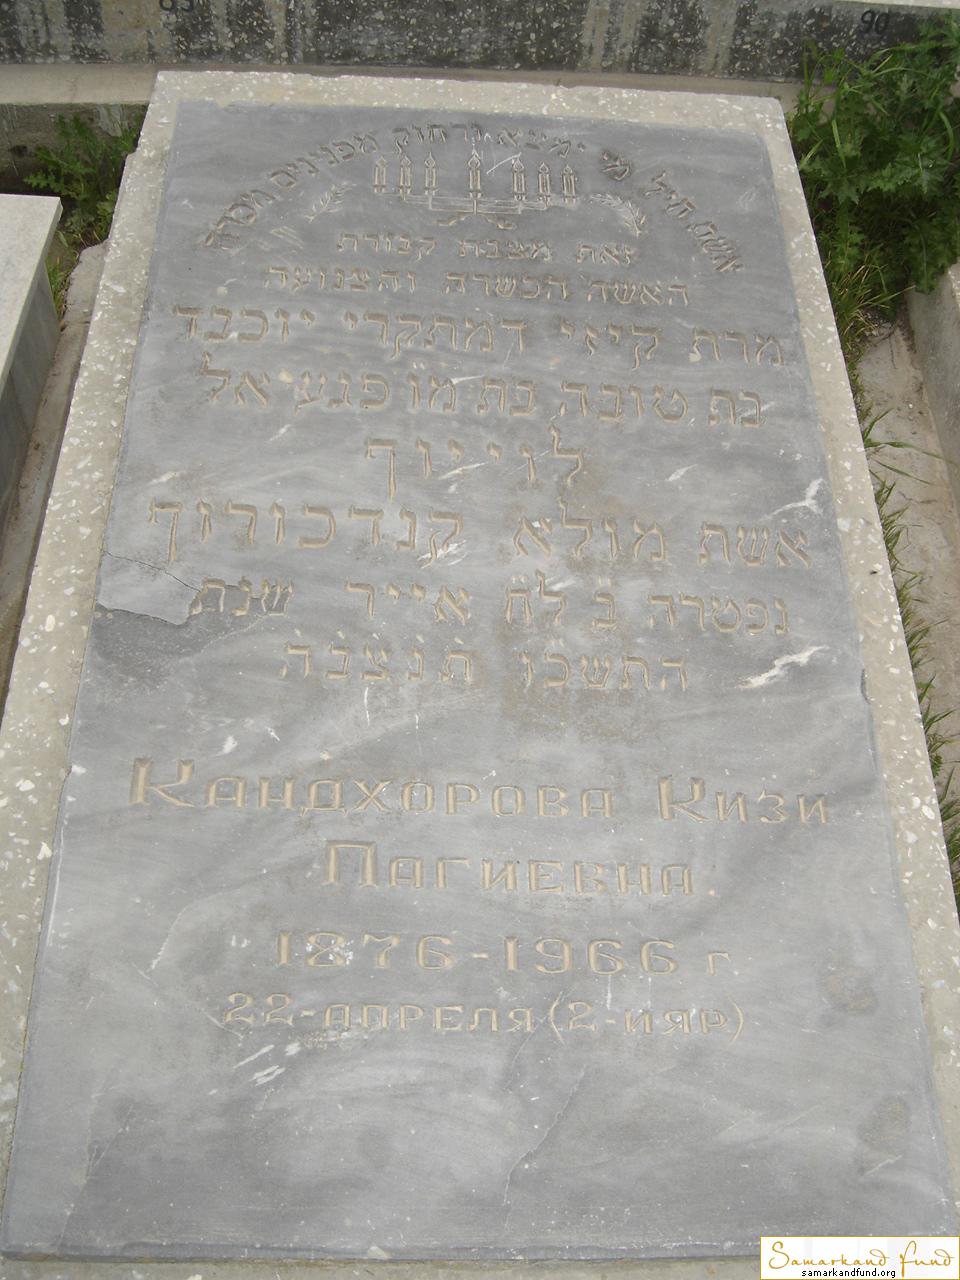 אשת חיל מי ימצא ורחוק מפנינים מכרה
זאת מצבת קבורת
האשה הכשרה והצנועה
מרת קיזי דמתקרי יוכבד
בת טובה בת מו פנעאל
לוייוף
אשת מולא קנדכורוף
נפטרה ב לח אייר שנת
התשכו תנצבה
Кандхорова Кизи
Пагиевна
1876-1966 г
22-апреля (2-ияр)
Samarkand fund
samarkandfund.org